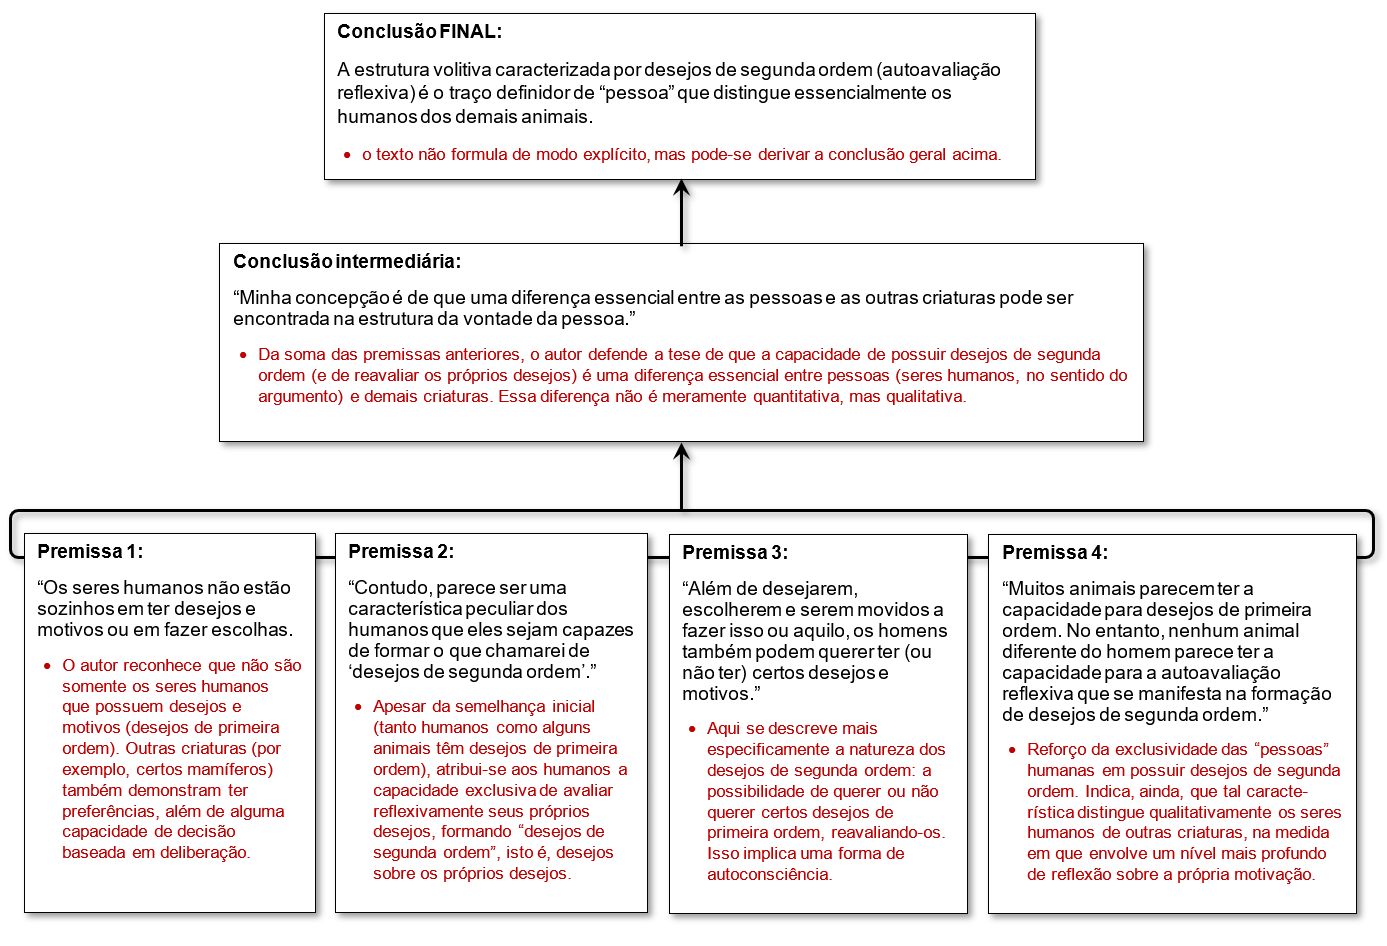 Conclusão FINAL:
A estrutura volitiva caracterizada por desejos de segunda ordem (autoavaliação
reflexiva) é o traço definidor de “pessoa” que distingue essencialmente os
humanos dos demais animais.
• o texto não formula de modo explícito, mas pode-se derivar a conclusão geral acima.
Conclusão intermediária:
“Minha concepção é de que uma diferença essencial entre as pessoas e as outras criaturas pode ser
encontrada na estrutura da vontade da pessoa.”
• Da soma das premissas anteriores, o autor defende a tese de que a capacidade de possuir desejos de segunda
ordem (e de reavaliar os próprios desejos) é uma diferença essencial entre pessoas (seres humanos, no sentido do
argumento) e demais criaturas. Essa diferença não é meramente quantitativa, mas qualitativa.
Premissa 1:
“Os seres humanos não estão
sozinhos em ter desejos e
motivos ou em fazer escolhas.
• O autor reconhece que não são
somente os seres humanos
que possuem desejos e
motivos (desejos de primeira
ordem). Outras criaturas (por
exemplo, certos mamíferos)
também demonstram ter
preferências, além de alguma
capacidade de decisão
baseada em deliberação.
Premissa 2:
“Contudo, parece ser uma
característica peculiar dos
humanos que eles sejam capazes
de formar o que chamarei de
‘desejos de segunda ordem’.”
• Apesar da semelhança inicial
(tanto humanos como alguns
animais têm desejos de primeira
ordem), atribui-se aos humanos a
capacidade exclusiva de avaliar
reflexivamente seus próprios
desejos, formando “desejos de
segunda ordem”, isto é, desejos
sobre os próprios desejos.
Premissa 3:
“Além de desejarem,
escolherem e serem movidos a
fazer isso ou aquilo, os homens
também podem querer ter (ou
não ter) certos desejos e
motivos.”
• Aqui se descreve mais
especificamente a natureza dos
desejos de segunda ordem: a
possibilidade de querer ou não
querer certos desejos de
primeira ordem, reavaliando-os.
Isso implica uma forma de
autoconsciência.
Premissa 4:
“Muitos animais parecem ter a
capacidade para desejos de primeira
ordem. No entanto, nenhum animal
diferente do homem parece ter a
capacidade para a autoavaliação
reflexiva que se manifesta na formação
de desejos de segunda ordem.”
• Reforço da exclusividade das “pessoas”
humanas em possuir desejos de segunda
ordem. Indica, ainda, que tal caracte-
rística distingue qualitativamente os seres
humanos de outras criaturas, na medida
em que envolve um nível mais profundo
de reflexão sobre a própria motivação.